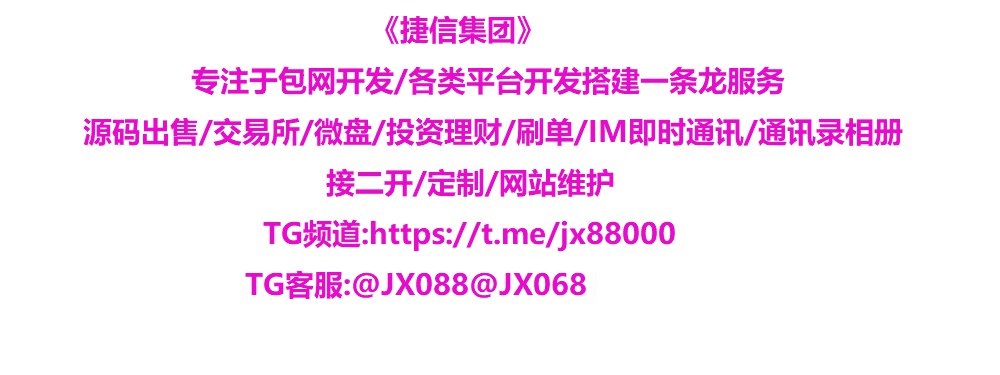 《捷信集团》
专注于包网开发/各类平台开发搭建一条龙服务
源码出售/交易所/微盘/投资理财/刷单/IM即时通讯/通讯录相册
接二开/定制/网站维护
TG频道:https://t.me/jx88000
TG客服:@JX088@JX068